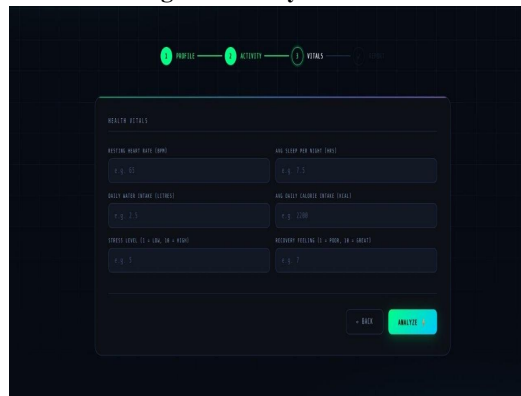 1 PROFILE 2 ACTIVITY 3 VITALS
HEALTH VITALS
RESTING HEART RATE (BPM) AVG SLEEP PER NIGHT (HRS)
e.g. 65 e.g. 7.5
DAILY WATER INTAKE (LITRES) AVG DAILY CALORIE INTAKE (KCAL)
e.g. 2.5 e.g. 2200
STRESS LEVEL (1 = LOW, 10 = HIGH) RECOVERY FEELING (1 = POOR, 10 = GREAT)
e.g. e.g. 7
← BACK ANALYZE ⚡